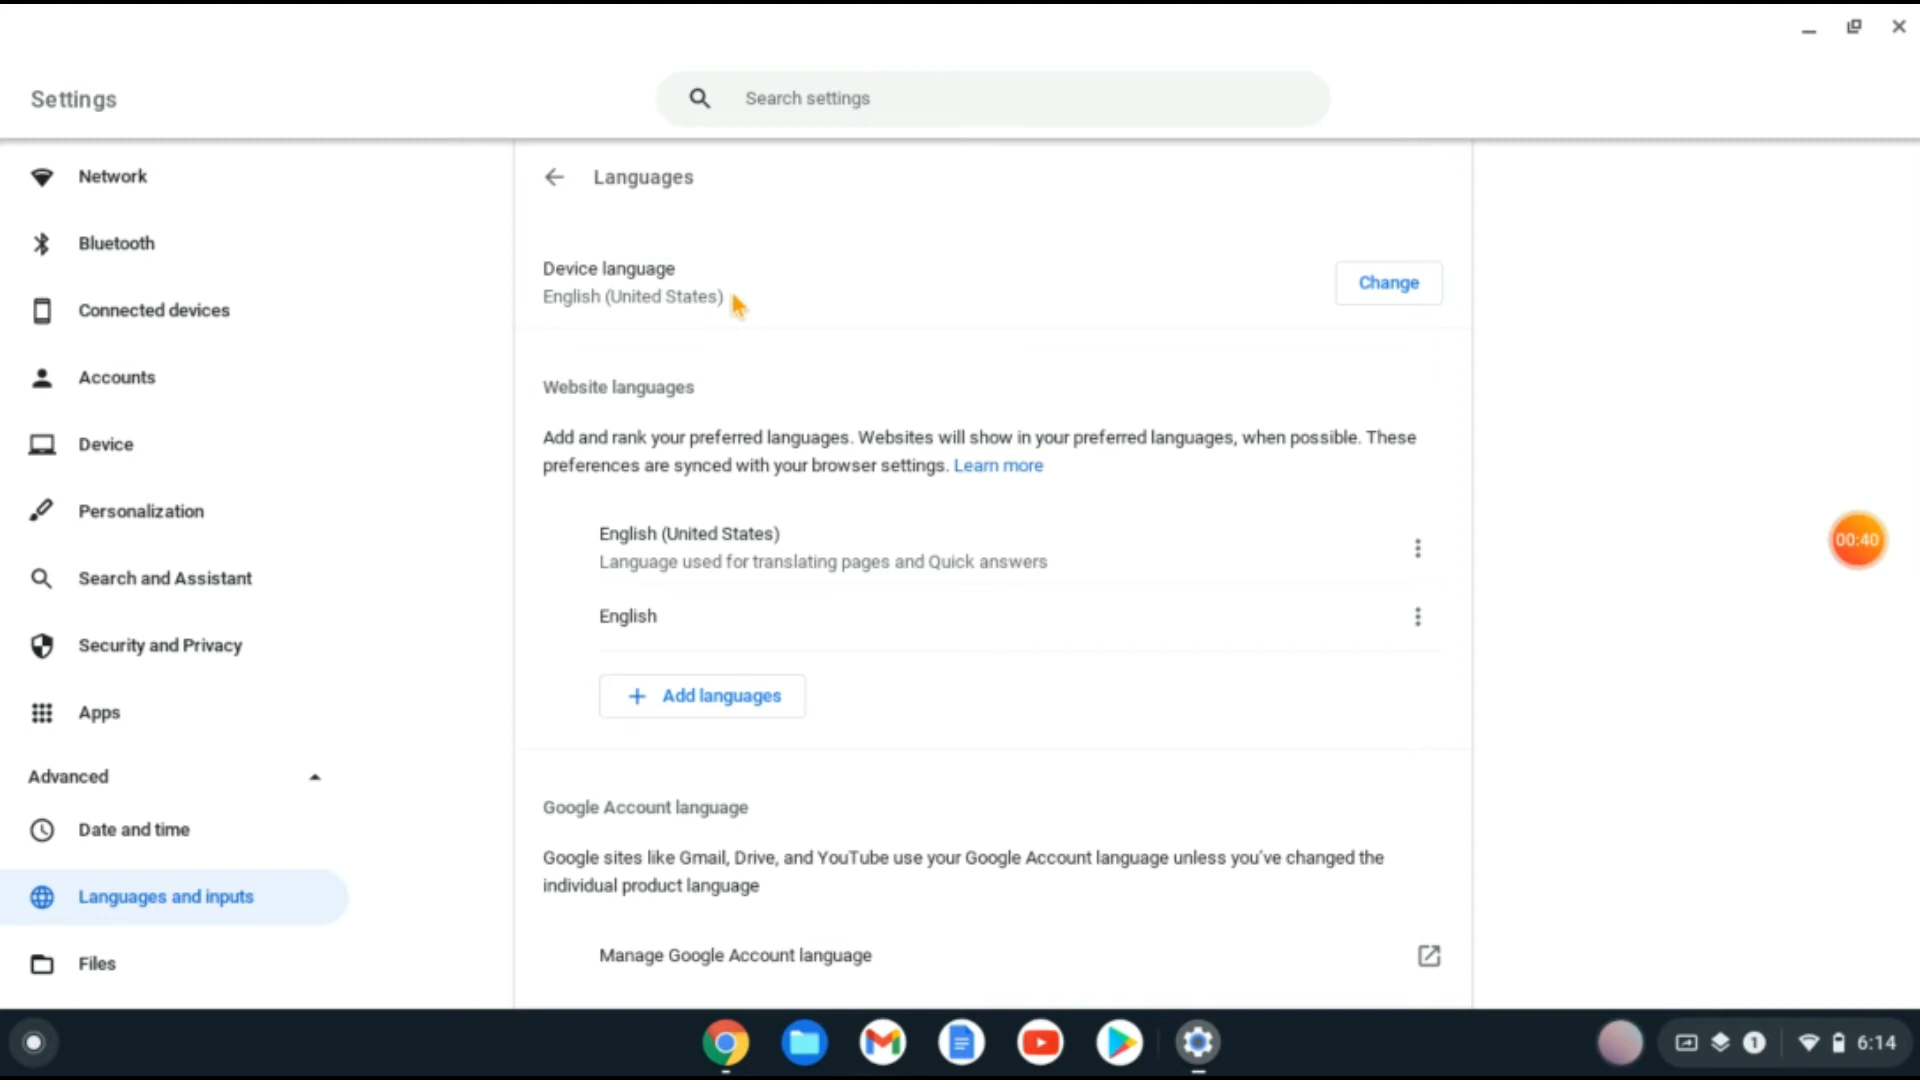 Settings
Search settings
Network
Bluetooth
Connected devices
Accounts
Device
Personalization
Search and Assistant
Security and Privacy
Apps
Advanced
Date and time
Languages and inputs
Files
Languages
Device language
English (United States)
Change
Website languages
Add and rank your preferred languages. Websites will show in your preferred languages, when possible. These
preferences are synced with your browser settings. Learn more
English (United States)
Language used for translating pages and Quick answers
English
Add languages
Google Account language
Google sites like Gmail, Drive, and YouTube use your Google Account language unless you've changed the
individual product language
Manage Google Account language
00:40
1
6:14